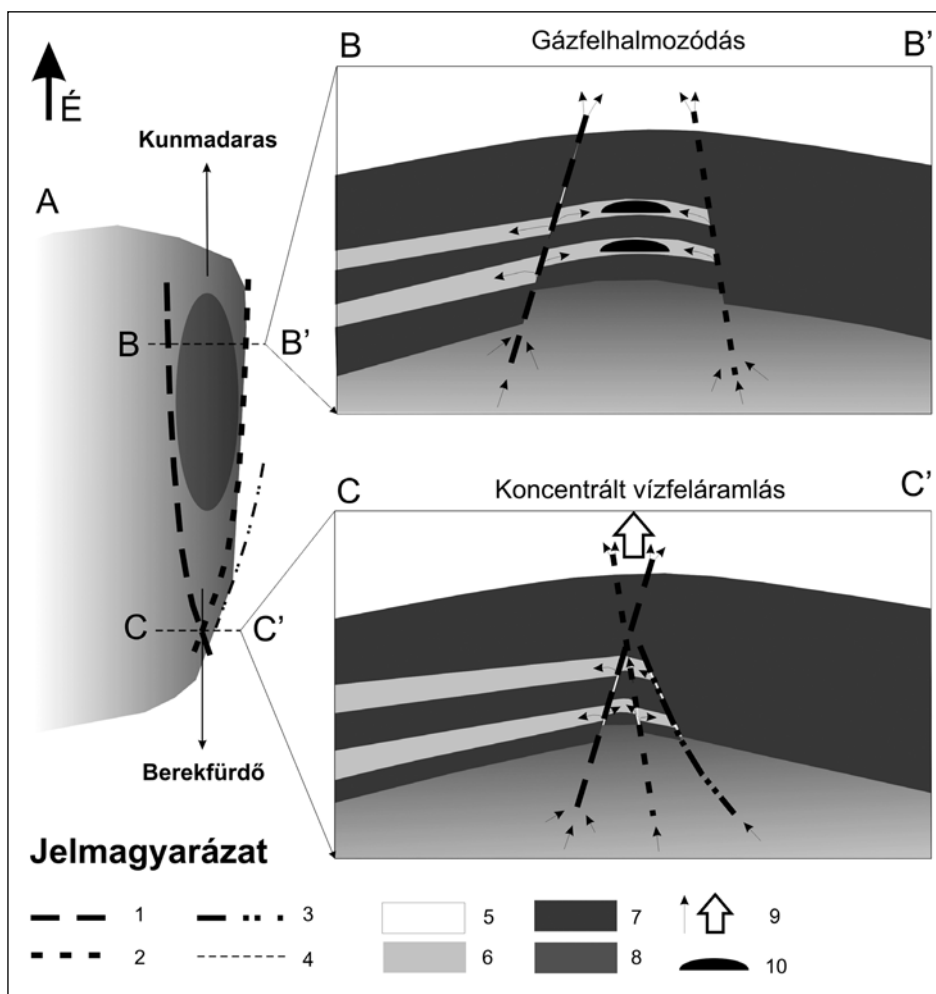 É
Kunmadaras
A
B
B'
Berekfürdő
C
C'
B
Gázfelhalmozódás
B'
C
Koncentrált vízfeláramlás
C'
Jelmagyarázat
1
3
5
7
9
2
4
6
8
10